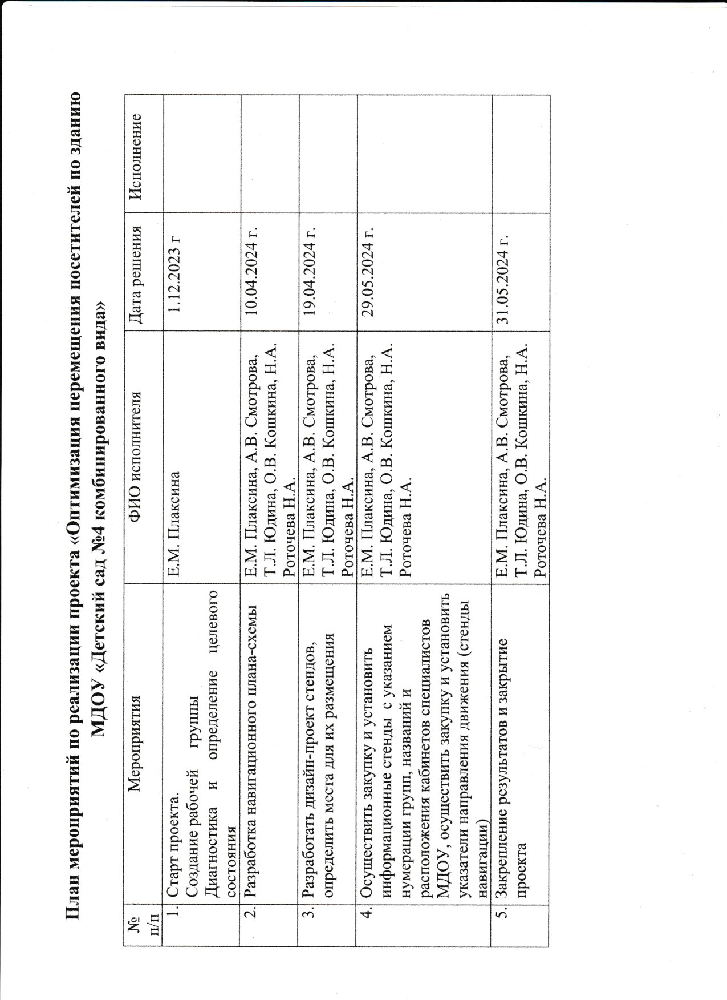 План мероприятий по реализации проекта «Оптимизация перемещения посетителей по зданию
МДОУ «Детский сад №4 комбинированного вида»
№
п/п
Мероприятия
ФИО исполнителя
Дата решения
Исполнение
1.
Старт проекта.
Создание рабочей группы
Диагностика и определение целевого
состояния
Е.М. Плаксина
1.12.2023 г
2.
Разработка навигационного плана-схемы
Е.М. Плаксина, А.В. Смотрова,
Т.Л. Юдина, О.В. Кошкина, Н.А.
Роточева Н.А.
10.04.2024 г.
3.
Разработать дизайн-проект стендов,
определить места для их размещения
Е.М. Плаксина, А.В. Смотрова,
Т.Л. Юдина, О.В. Кошкина, Н.А.
Роточева Н.А.
19.04.2024 г.
4.
Осуществить закупку и установить
информационные стенды с указанием
нумерации групп, названий и
расположения кабинетов специалистов
МДОУ, осуществить закупку и установить
указатели направления движения (стенды
навигации)
Е.М. Плаксина, А.В. Смотрова,
Т.Л. Юдина, О.В. Кошкина, Н.А.
Роточева Н.А.
29.05.2024 г.
5.
Закрепление результатов и закрытие
проекта
Е.М. Плаксина, А.В. Смотрова,
Т.Л. Юдина, О.В. Кошкина, Н.А.
Роточева Н.А.
31.05.2024 г.